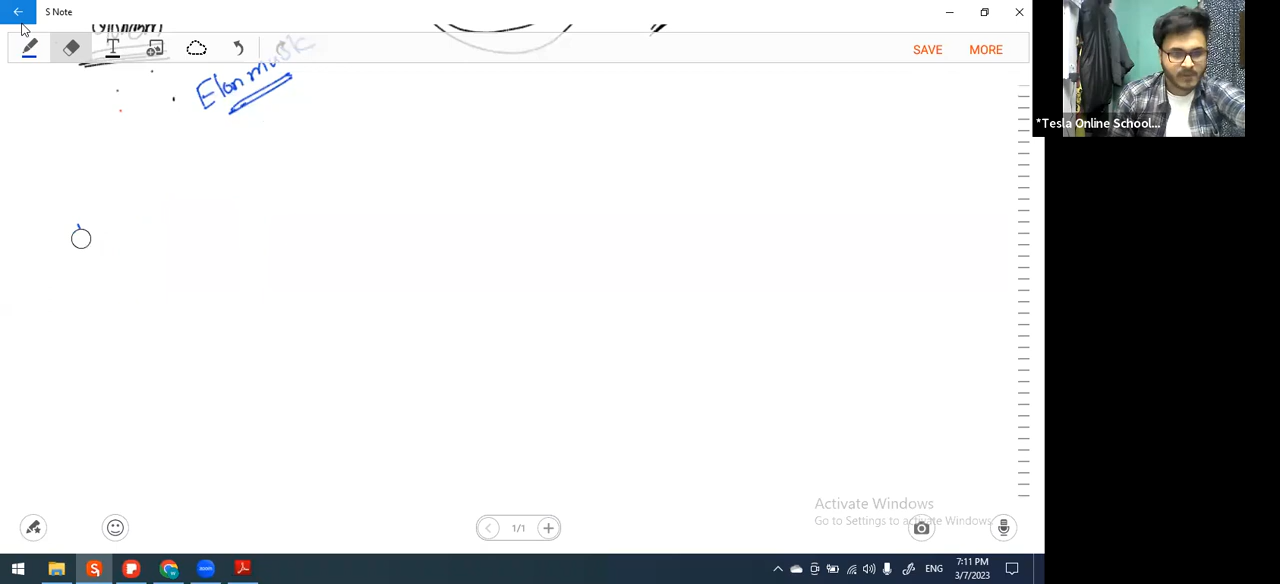 S Note
SAVE
MORE
*Tesla Online School...
Elon musk
Activate Windows
Go to Settings to activate Windows.
1/1
ENG
7:11 PM
3/7/2023